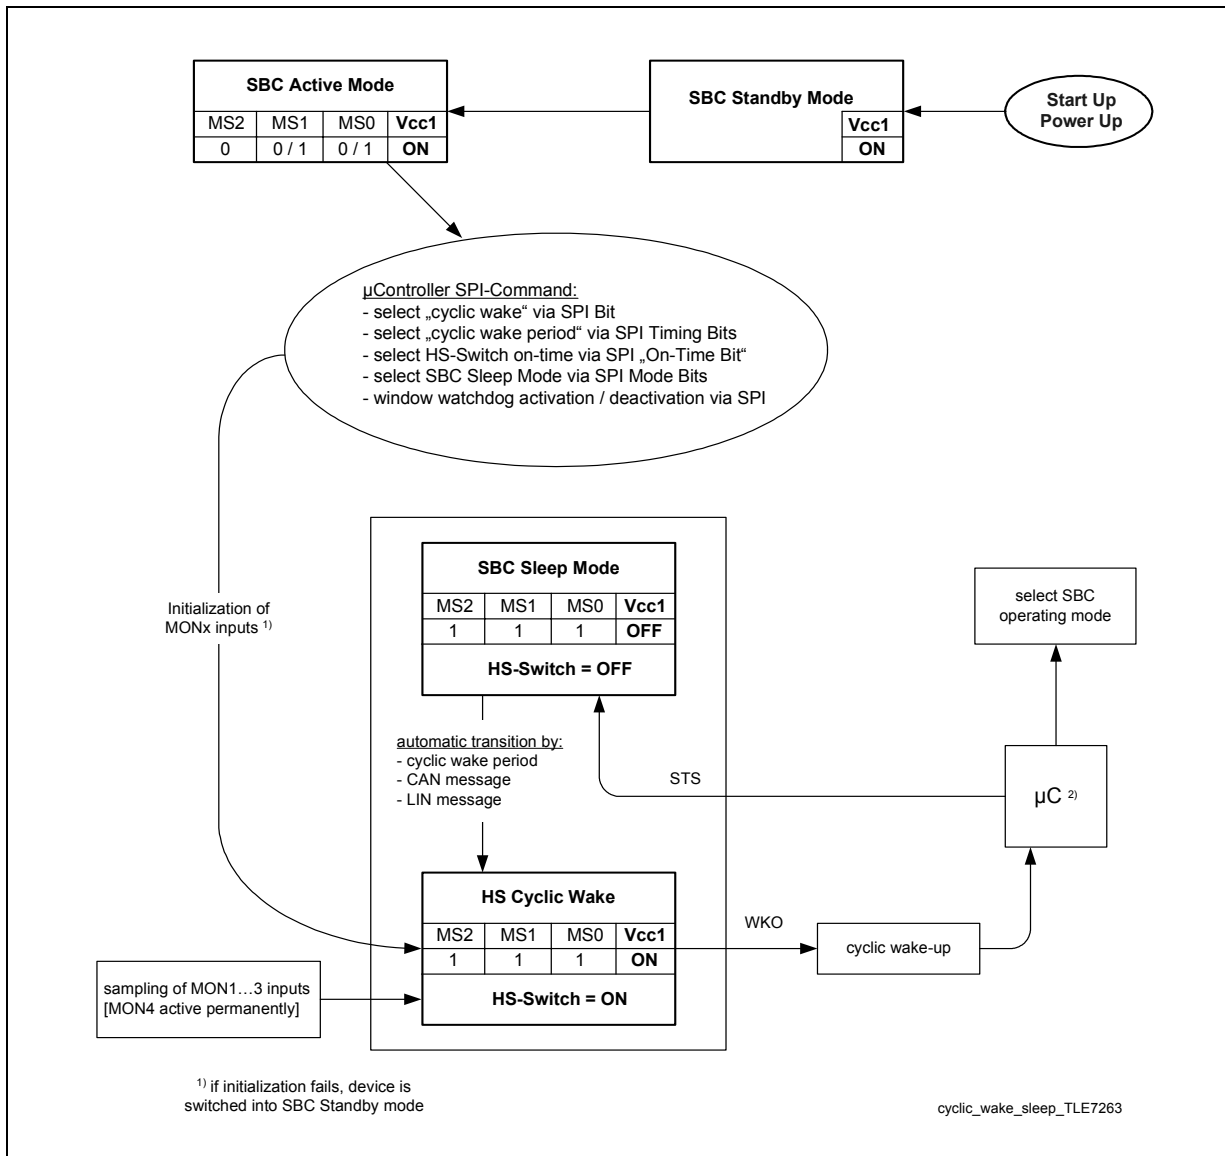 SBC Active Mode
MS2 MS1 MS0 Vcc1
0 0 / 1 0 / 1 ON
SBC Standby Mode
Vcc1
ON
Start Up
Power Up
µController SPI-Command:
- select „cyclic wake“ via SPI Bit
- select „cyclic wake period“ via SPI Timing Bits
- select HS-Switch on-time via SPI „On-Time Bit“
- select SBC Sleep Mode via SPI Mode Bits
- window watchdog activation / deactivation via SPI
Initialization of
MONx inputs 1)
SBC Sleep Mode
MS2 MS1 MS0 Vcc1
1 1 1 OFF
HS-Switch = OFF
automatic transition by:
- cyclic wake period
- CAN message
- LIN message
STS
select SBC
operating mode
µC 2)
HS Cyclic Wake
MS2 MS1 MS0 Vcc1
1 1 1 ON
HS-Switch = ON
WKO
cyclic wake-up
sampling of MON1...3 inputs
[MON4 active permanently]
1) if initialization fails, device is
switched into SBC Standby mode
cyclic_wake_sleep_TLE7263